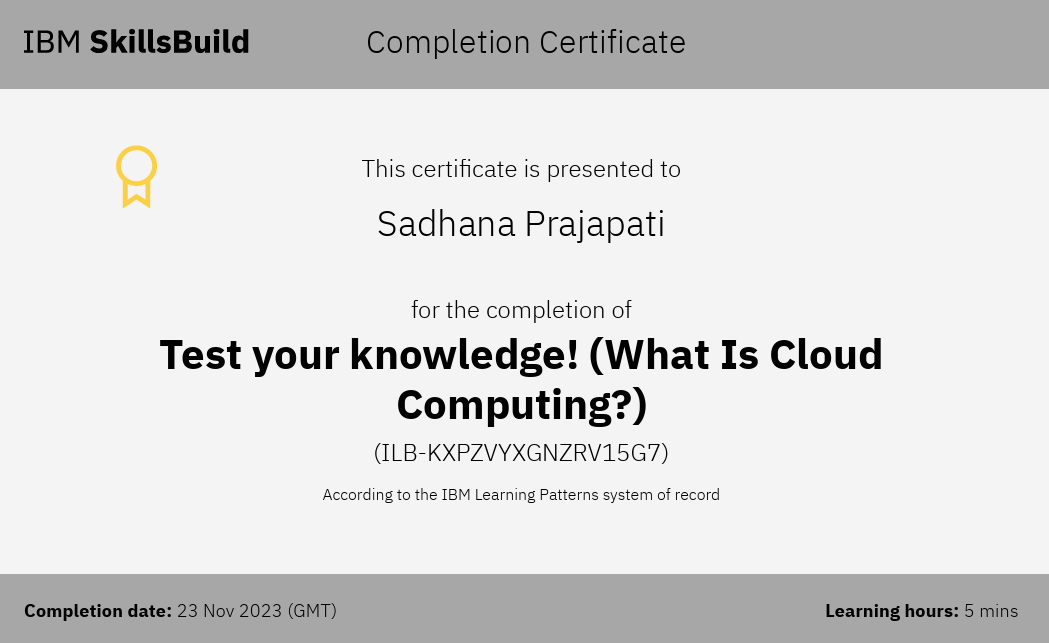 IBM SkillsBuild
Completion Certificate
This certificate is presented to
Sadhana Prajapati
for the completion of
Test your knowledge! (What Is Cloud
Computing?)
(ILB-KXPZVYXGNZRV15G7)
According to the IBM Learning Patterns system of record
Completion date: 23 Nov 2023 (GMT)
Learning hours: 5 mins